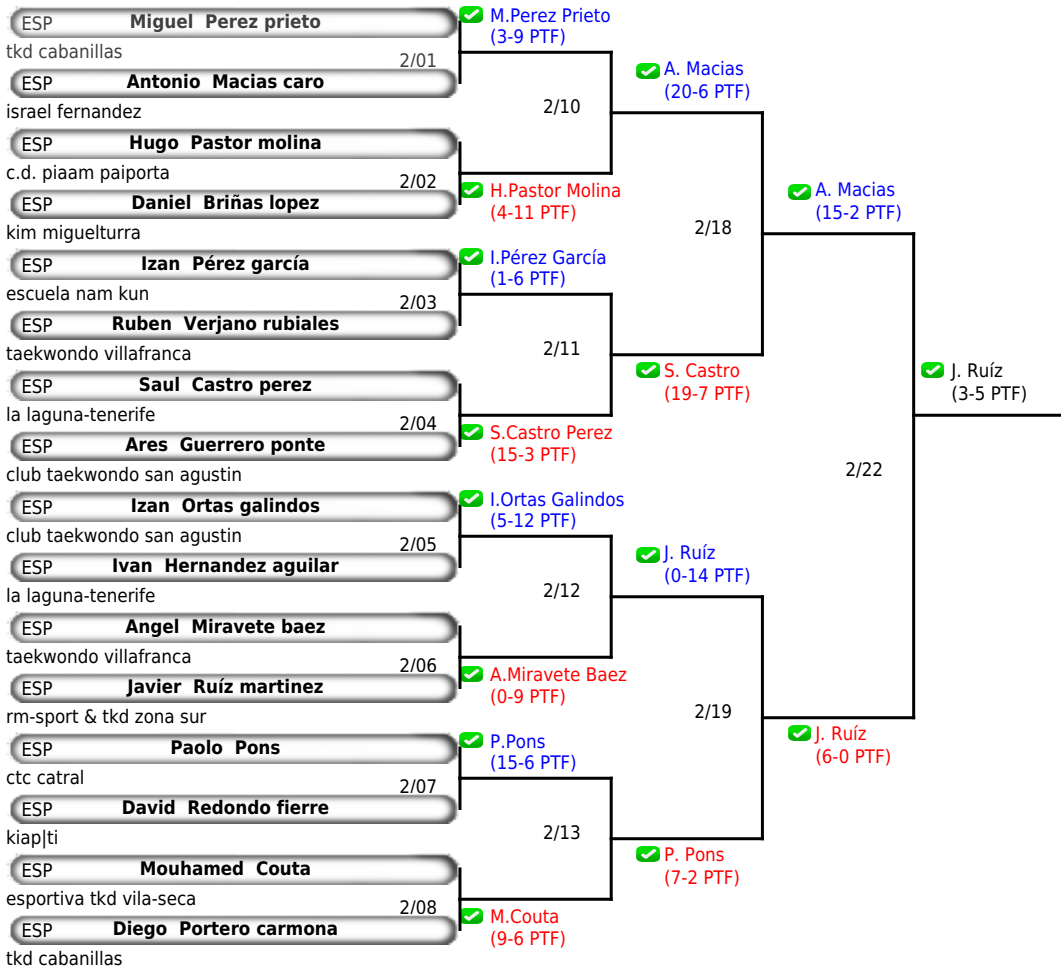 ESP Miguel Perez prieto
tkd cabanillas
2/01
ESP Antonio Macias caro
israel fernandez
ESP Hugo Pastor molina
c.d. piaam paiporta
2/02
ESP Daniel Briñas lopez
kim miguelturra
ESP Izan Pérez garcía
escuela nam kun
2/03
ESP Ruben Verjano rubiales
taekwondo villafranca
ESP Saul Castro perez
la laguna-tenerife
2/04
ESP Ares Guerrero ponte
club taekwondo san agustin
ESP Izan Ortas galindos
club taekwondo san agustin
2/05
ESP Ivan Hernandez aguilar
la laguna-tenerife
ESP Angel Miravete baez
taekwondo villafranca
2/06
ESP Javier Ruíz martinez
rm-sport & tkd zona sur
ESP Paolo Pons
ctc catral
2/07
ESP David Redondo fierre
kiap|ti
ESP Mouhamed Couta
esportiva tkd vila-seca
2/08
ESP Diego Portero carmona
tkd cabanillas
M.Perez Prieto
(3-9 PTF)
2/10
H.Pastor Molina
(4-11 PTF)
I.Pérez García
(1-6 PTF)
2/11
S.Castro Perez
(15-3 PTF)
I.Ortas Galindos
(5-12 PTF)
2/12
A.Miravete Baez
(0-9 PTF)
P.Pons
(15-6 PTF)
2/13
M.Couta
(9-6 PTF)
A. Macias
(20-6 PTF)
2/18
S. Castro
(19-7 PTF)
J. Ruíz
(0-14 PTF)
2/19
P. Pons
(7-2 PTF)
A. Macias
(15-2 PTF)
2/22
J. Ruíz
(6-0 PTF)
J. Ruíz
(3-5 PTF)